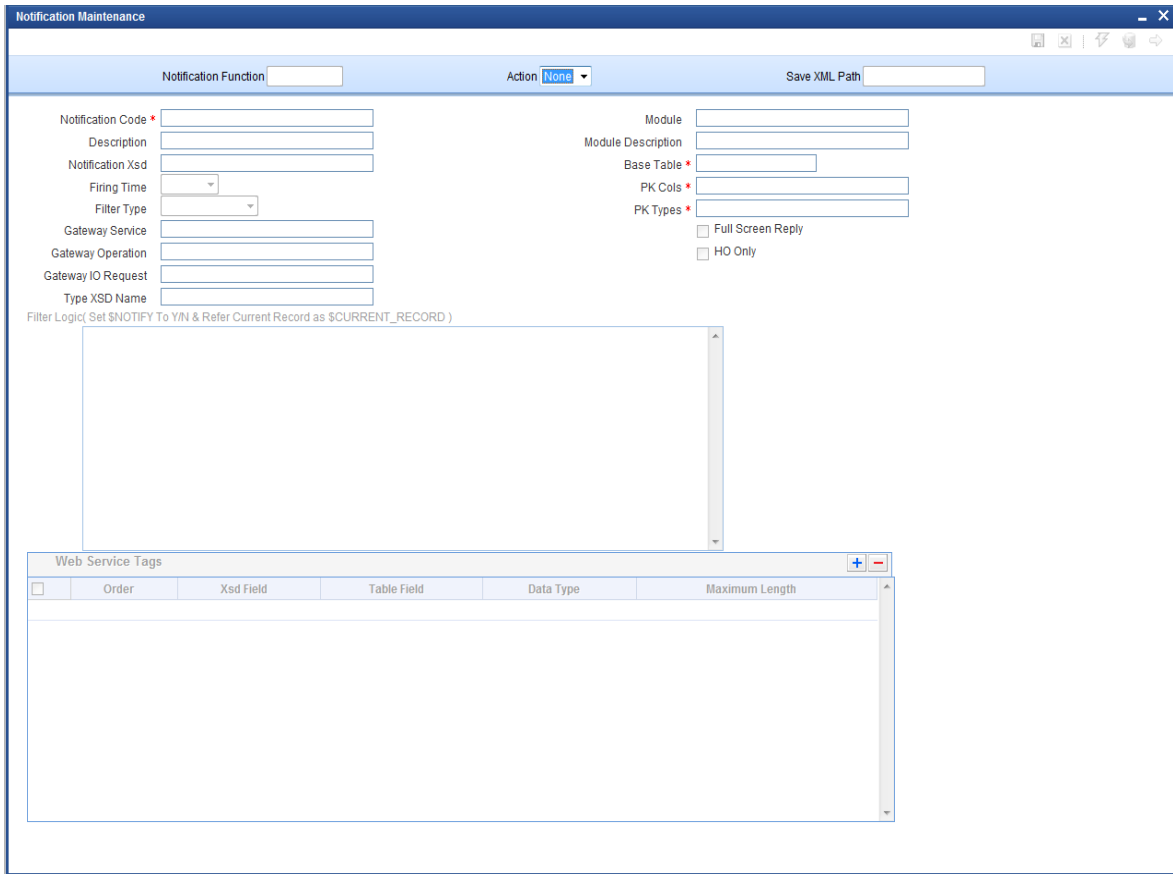 Notification Maintenance
Notification Function Action None Save XML Path
Notification Code * Module
Description Module Description
Notification Xsd Base Table *
Firing Time PK Cols *
Filter Type PK Types *
Gateway Service Full Screen Reply
Gateway Operation HO Only
Gateway IO Request
Type XSD Name
Filter Logic( Set $NOTIFY To Y/N & Refer Current Record as $CURRENT_RECORD )
Web Service Tags
Order Xsd Field Table Field Data Type Maximum Length